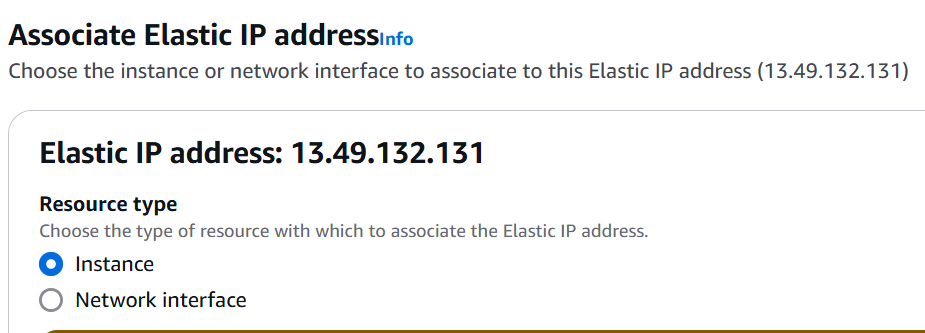 Associate Elastic IP address Info
Choose the instance or network interface to associate to this Elastic IP address (13.49.132.131)
Elastic IP address: 13.49.132.131
Resource type
Choose the type of resource with which to associate the Elastic IP address.
Instance
Network interface